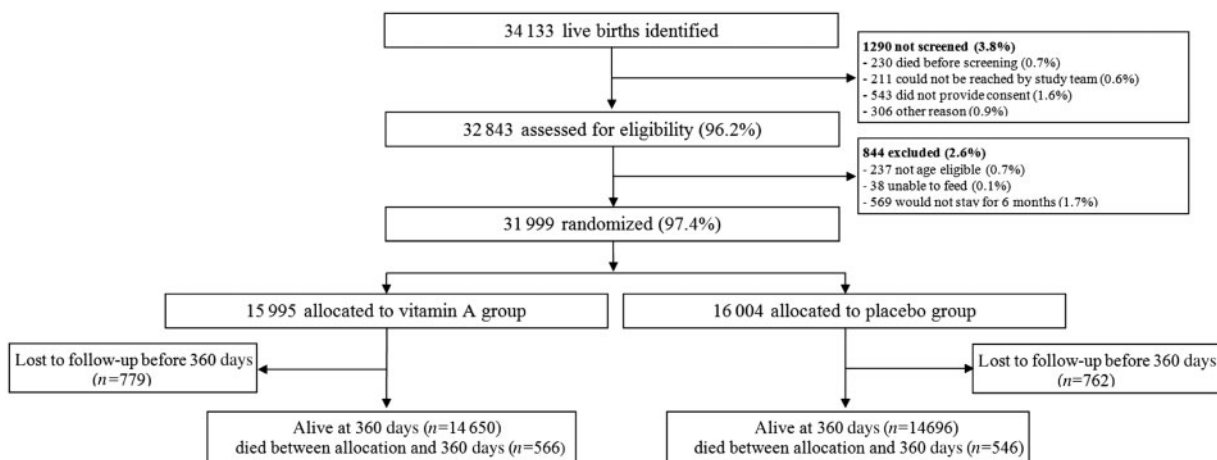 34 133 live births identified
1290 not screened (3.8%)
- 230 died before screening (0.7%)
- 211 could not be reached by study team (0.6%)
- 543 did not provide consent (1.6%)
- 306 other reason (0.9%)
32 843 assessed for eligibility (96.2%)
844 excluded (2.6%)
- 237 not age eligible (0.7%)
- 38 unable to feed (0.1%)
- 569 would not stay for 6 months (1.7%)
31 999 randomized (97.4%)
15 995 allocated to vitamin A group
16 004 allocated to placebo group
Lost to follow-up before 360 days
(n=779)
Lost to follow-up before 360 days
(n=762)
Alive at 360 days (n=14 650)
died between allocation and 360 days (n=566)
Alive at 360 days (n=14696)
died between allocation and 360 days (n=546)